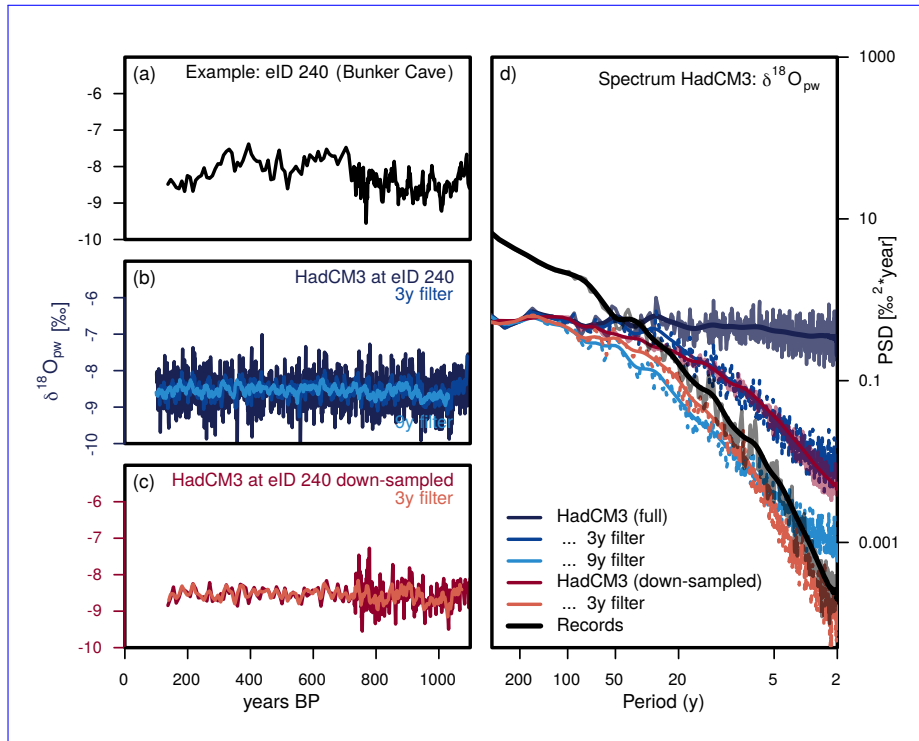 (a) Example: eID 240 (Bunker Cave)
-5
-6
-7
-8
-9
-10
(b) HadCM3 at eID 240
3y filter
9y filter
-6
-7
-8
-9
-10
δ¹⁸Opw [‰]
(c) HadCM3 at eID 240 down-sampled
3y filter
-6
-8
-9
-10
0 200 400 600 800 1000
years BP
d) Spectrum HadCM3: δ¹⁸Opw
1000
10
0.1
0.001
PSD [‰²*year]
HadCM3 (full)
... 3y filter
... 9y filter
HadCM3 (down-sampled)
... 3y filter
Records
200 100 50 20 5 2
Period (y)